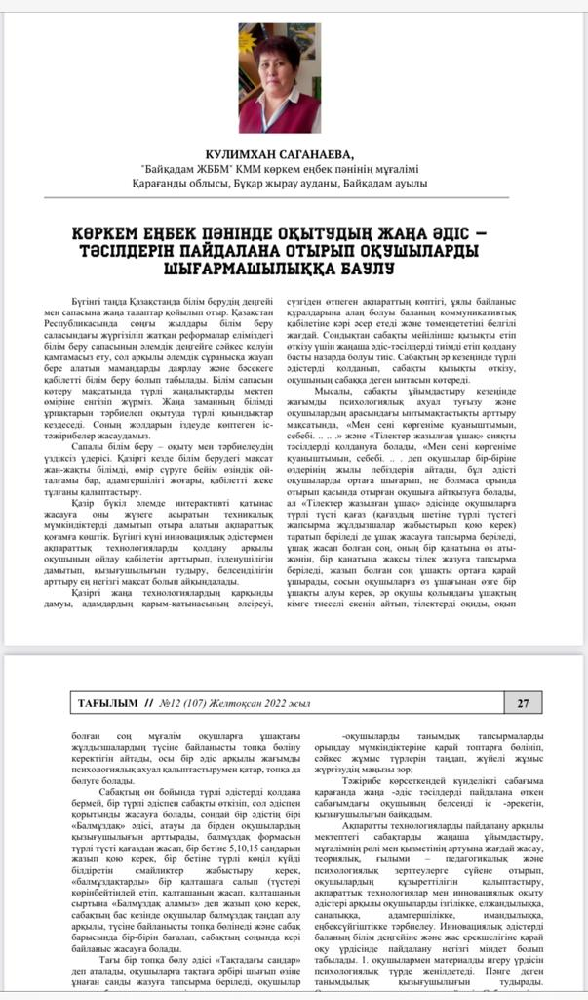 КУЛИМХАН САГАНАЕВА,
"Байқадам ЖББМ" КММ көркем еңбек пәнінің мұғалімі
Қарағанды облысы, Бұқар жырау ауданы, Байқадам ауылы
КӨРКЕМ ЕҢБЕК ПӘНІНДЕ ОҚЫТУДЫҢ ЖАҢА ӘДІС –
ТӘСІЛДЕРІН ПАЙДАЛАНА ОТЫРЫП ОҚУШЫЛАРДЫ
ШЫҒАРМАШЫЛЫҚҚА БАУЛУ
Бүгінгі таңда Қазақстанда білім берудің деңгейі
мен сапасына жаңа талаптар қойылып отыр. Қазақстан
Республикасында соңғы жылдары білім беру
саласындағы жүргізіліп жатқан реформалар еліміздегі
білім беру сапасының әлемдік деңгейге сәйкес келуін
қамтамасыз ету, сол арқылы әлемдік сұранысқа жауап
бере алатын мамандарды даярлау және бәсекеге
қабілетті білім беру болып табылады. Білім сапасын
көтеру мақсатында түрлі жаңалықтарды мектеп
өміріне енгізіп жүрміз. Жаңа заманның білімді
ұрпақтарын тәрбиелеп оқытуда түрлі қиындықтар
кездеседі. Соның жолдарын іздеуде көптеген іс-
тәжірибелер жасаудамыз.
Сапалы білім беру – оқыту мен тәрбиелеудің
үздіксіз үдерісі. Қазіргі кезде білім берудегі мақсат
жан-жақты білімді, өмір сүруге бейім өзіндік ой-
талғамы бар, адамгершілігі жоғары, қабілетті жеке
тұлғаны қалыптастыру.
Қазір бүкіл әлемде интерактивті қатынас
жасауға оны жүзеге асыратын техникалық
мүмкіндіктерді дамытып отыра алатын ақпараттық
қоғамға көштік. Бүгінгі күні инновациялық әдістермен
ақпараттық технологияларды қолдану арқылы
оқушының ойлау қабілетін арттырып, ізденушілігін
дамытып, қызығушылығын тудыру, белсенділігін
арттыру ең негізгі мақсат болып айқындалады.
Қазіргі жаңа технологиялардың қарқынды
дамуы, адамдардың қарым-қатынасының әлсіреуі,
сүзгіден өтпеген ақпараттың көптігі, ұялы байланыс
құралдарына алаң болуы баланың коммуникативтық
қабілетіне кәрі әсер етеді және төмендететіні белгілі
жағдай. Сондықтан сабақты мейілінше қызықты етіп
өткізу үшін жаңаша әдіс-тәсілдерді тиімді етіп қолдану
басты назарда болуы тиіс. Сабақтың әр кезеңінде түрлі
әдістерді қолданып, сабақты қызықты өткізу,
оқушының сабаққа деген ынтасын көтереді.
Мысалы, сабақты ұйымдастыру кезеңінде
жағымды психологиялық ахуал туғызу және
оқушылардың арасындағы ынтымақтастықты арттыру
мақсатында, «Мен сені көргеніме қуаныштымын,
себебі. .. . .» және «Тілектер жазылған ұшақ» сияқты
тәсілдерді қолдануға болады, «Мен сені көргеніме
қуаныштымын, себебі. .. . деп оқушылар бір-біріне
өздерінің жылы лебіздерін айтады, бұл әдісті
оқушыларды ортаға шығарып, не болмаса орында
отырып қасында отырған оқушыға айтқызуға болады,
ал «Тілектер жазылған ұшақ» әдісінде оқушыларға
түрлі түсті қағаз (қағаздың шетіне түрлі түстегі
жапсырма жұлдызшалар жабыстырып қою керек)
таратып беріледі де ұшақ жасауға тапсырма беріледі,
ұшақ жасап болған соң, оның бір қанатына өз аты-
жөнін, бір қанатына жақсы тілек жазуға тапсырма
беріледі, жазып болған соң ұшақты ортаға қарай
ұшырады, сосын оқушыларға өз ұшағынан өзге бір
ұшақты алуы керек, әр оқушы қолындағы ұшақтың
кімге тиеселі екенін айтып, тілектерді оқиды, оқып
ТАҒЫЛЫМ // №12 (107) Желтоқсан 2022 жыл 27
болған соң мұғалім оқушларға ұшақтағы
жұлдызшалардың түсіне байланысты топқа бөліну
керектігін айтады, осы бір әдіс арқылы жағымды
психологиялық ахуал қалыптастырумен қатар, топқа да
бөлуге болады.
Сабақтың өн бойында түрлі әдістерді қолдана
бермей, бір түрлі әдіспен сабақты өткізіп, сол әдіспен
қорытынды жасауға болады, сондай бір әдістің бірі
«Балмұздақ» әдісі, атауы да бірден оқушылардың
қызығушылығын арттырады, балмұздақ формасын
түрлі түсті қағаздан жасап, бір бетіне 5,10,15 сандарын
жазып қою керек, бір бетіне түрлі көңіл күйді
білдіретін смайликтер жабыстыру керек,
«балмұздақтарды» бір қалташаға салып (түстері
көрінбейтіндей етіп, қалташаның жасап, қалташаның
сыртына «Балмұздақ аламыз» деп жазып қою керек,
сабақтың бас кезінде оқушылар балмұздақ таңдап алу
арқылы, түсіне байланысты топқа бөлінеді және сабақ
барысында бір-бірін бағалап, сабақтың соңында кері
байланыс жасауға болады.
Тағы бір топқа бөлу әдісі «Тақтадағы сандар»
деп аталады, оқушыларға тақтаға әрбірі шығып өзіне
ұнаған санды жазуға тапсырма беріледі, оқушылар
-оқушыларды танымдық тапсырмаларды
орындау мүмкіндіктеріне қарай топтарға бөлініп,
сәйкес жұмыс түрлерін таңдап, жүйелі жұмыс
жүргізудің маңызы зор;
Тәжірибе көрсеткендей күнделікті сабағыма
қарағанда жаңа -әдіс тәсілдерді пайдалана өткен
сабағымдағы оқушының белсенді іс -әрекетін,
қызығушылығын байқадым.
Ақпаратты технологияларды пайдалану арқылы
мектептегі сабақтарды жаңаша ұйымдастыру,
мұғалімнің рөлі мен қызметінің артуына жағдай жасау,
теориялық, ғылыми – педагогикалық және
психологиялық зерттеулерге сүйене отырып,
оқушылардың құзыреттілігін қалыптастыру,
ақпараттық технологиялар мен инновациялық оқыту
әдістері арқылы оқушыларды ізгілікке, елжандылыққа,
саналыққа, адамгершілікке, имандылыққа,
еңбексүйгіштікке тәрбиелеу. Инновациялық әдістерді
баланың білім деңгейіне және жас ерекшелігіне қарай
оқу үрдісінде пайдалану негізгі міндет болып
табылады. 1. оқушылармен материалды игеру үрдісін
психологиялық түрде жеңілдетеді. Пәнге деген
танымдылық қызығушылығын тудырады.